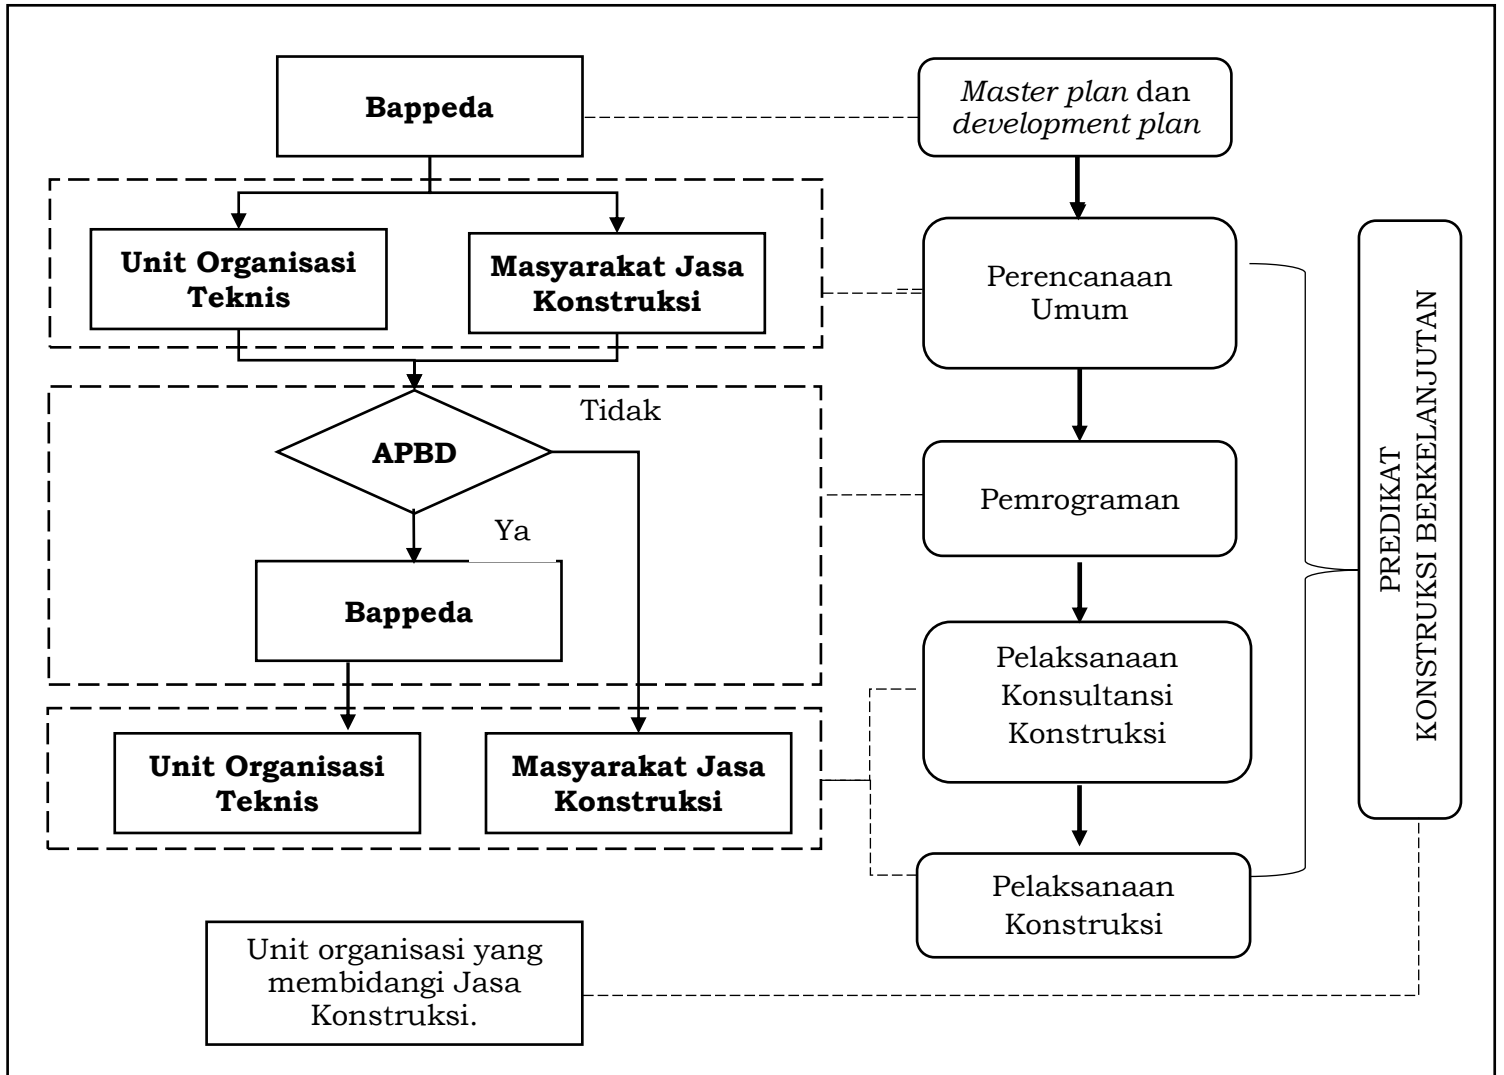 Bappeda
Master plan dan
development plan
Unit Organisasi
Teknis
Masyarakat Jasa
Konstruksi
Perencanaan
Umum
Tidak
APBD
Ya
Pemrograman
Bappeda
Pelaksanaan
Konsultansi
Konstruksi
Unit Organisasi
Teknis
Masyarakat Jasa
Konstruksi
Pelaksanaan
Konstruksi
PREDIKAT
KONSTRUKSI BERKELANJUTAN
Unit organisasi yang
membidangi Jasa
Konstruksi.